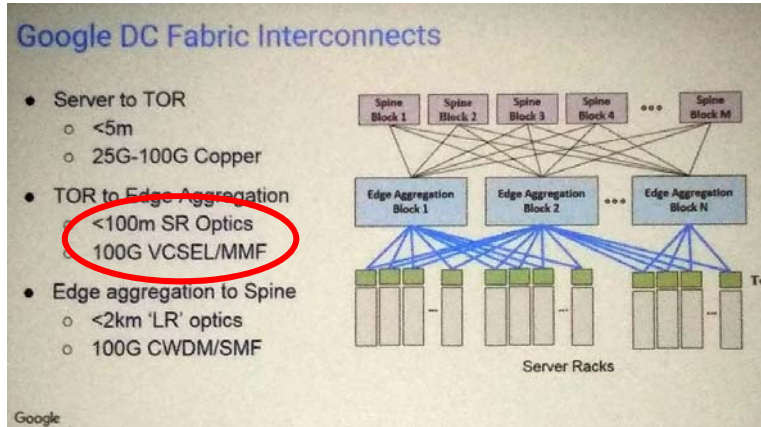 Google DC Fabric Interconnects
● Server to TOR
○ <5m
○ 25G-100G Copper
● TOR to Edge Aggregation
○ <100m SR Optics
○ 100G VCSEL/MMF
● Edge aggregation to Spine
○ <2km 'LR' optics
○ 100G CWDM/SMF
Spine Block 1
Spine Block 2
Spine Block 3
Spine Block 4
Spine Block M
Edge Aggregation Block 1
Edge Aggregation Block 2
Edge Aggregation Block N
Server Racks
Google